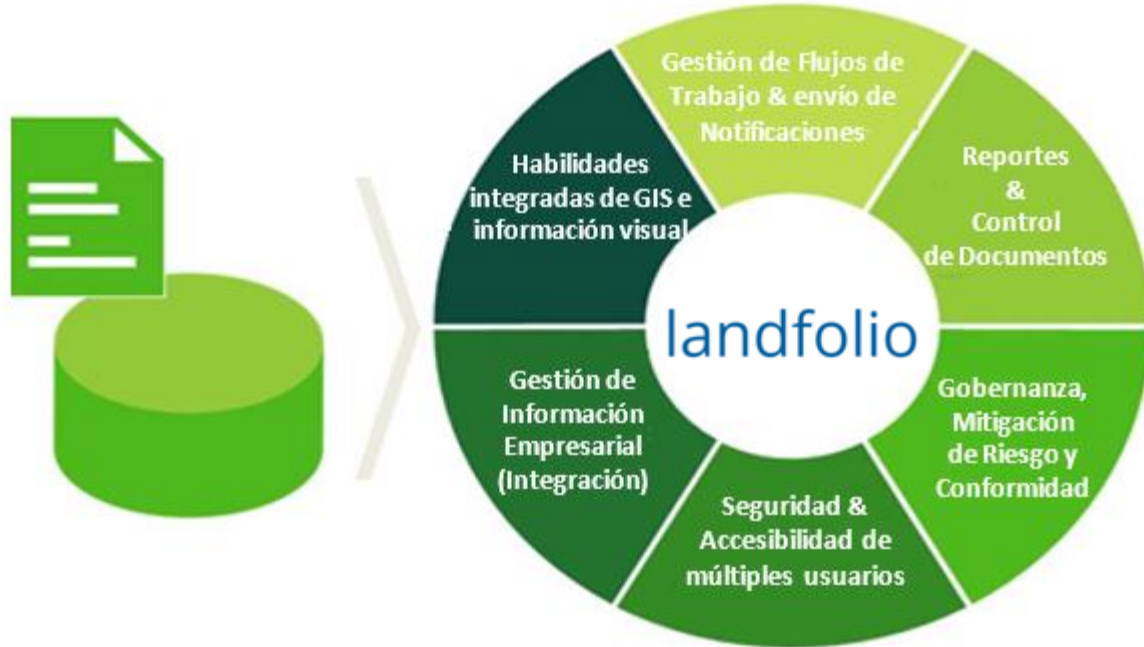 Gestión de Flujos de
Trabajo & envío de
Notificaciones
Reportes
&
Control
de Documentos
Gobernanza,
Mitigación
de Riesgo y
Conformidad
Seguridad &
Accesibilidad de
múltiples usuarios
Gestión de
Información
Empresarial
(Integración)
Habilidades
integradas de GIS e
información visual
landfolio